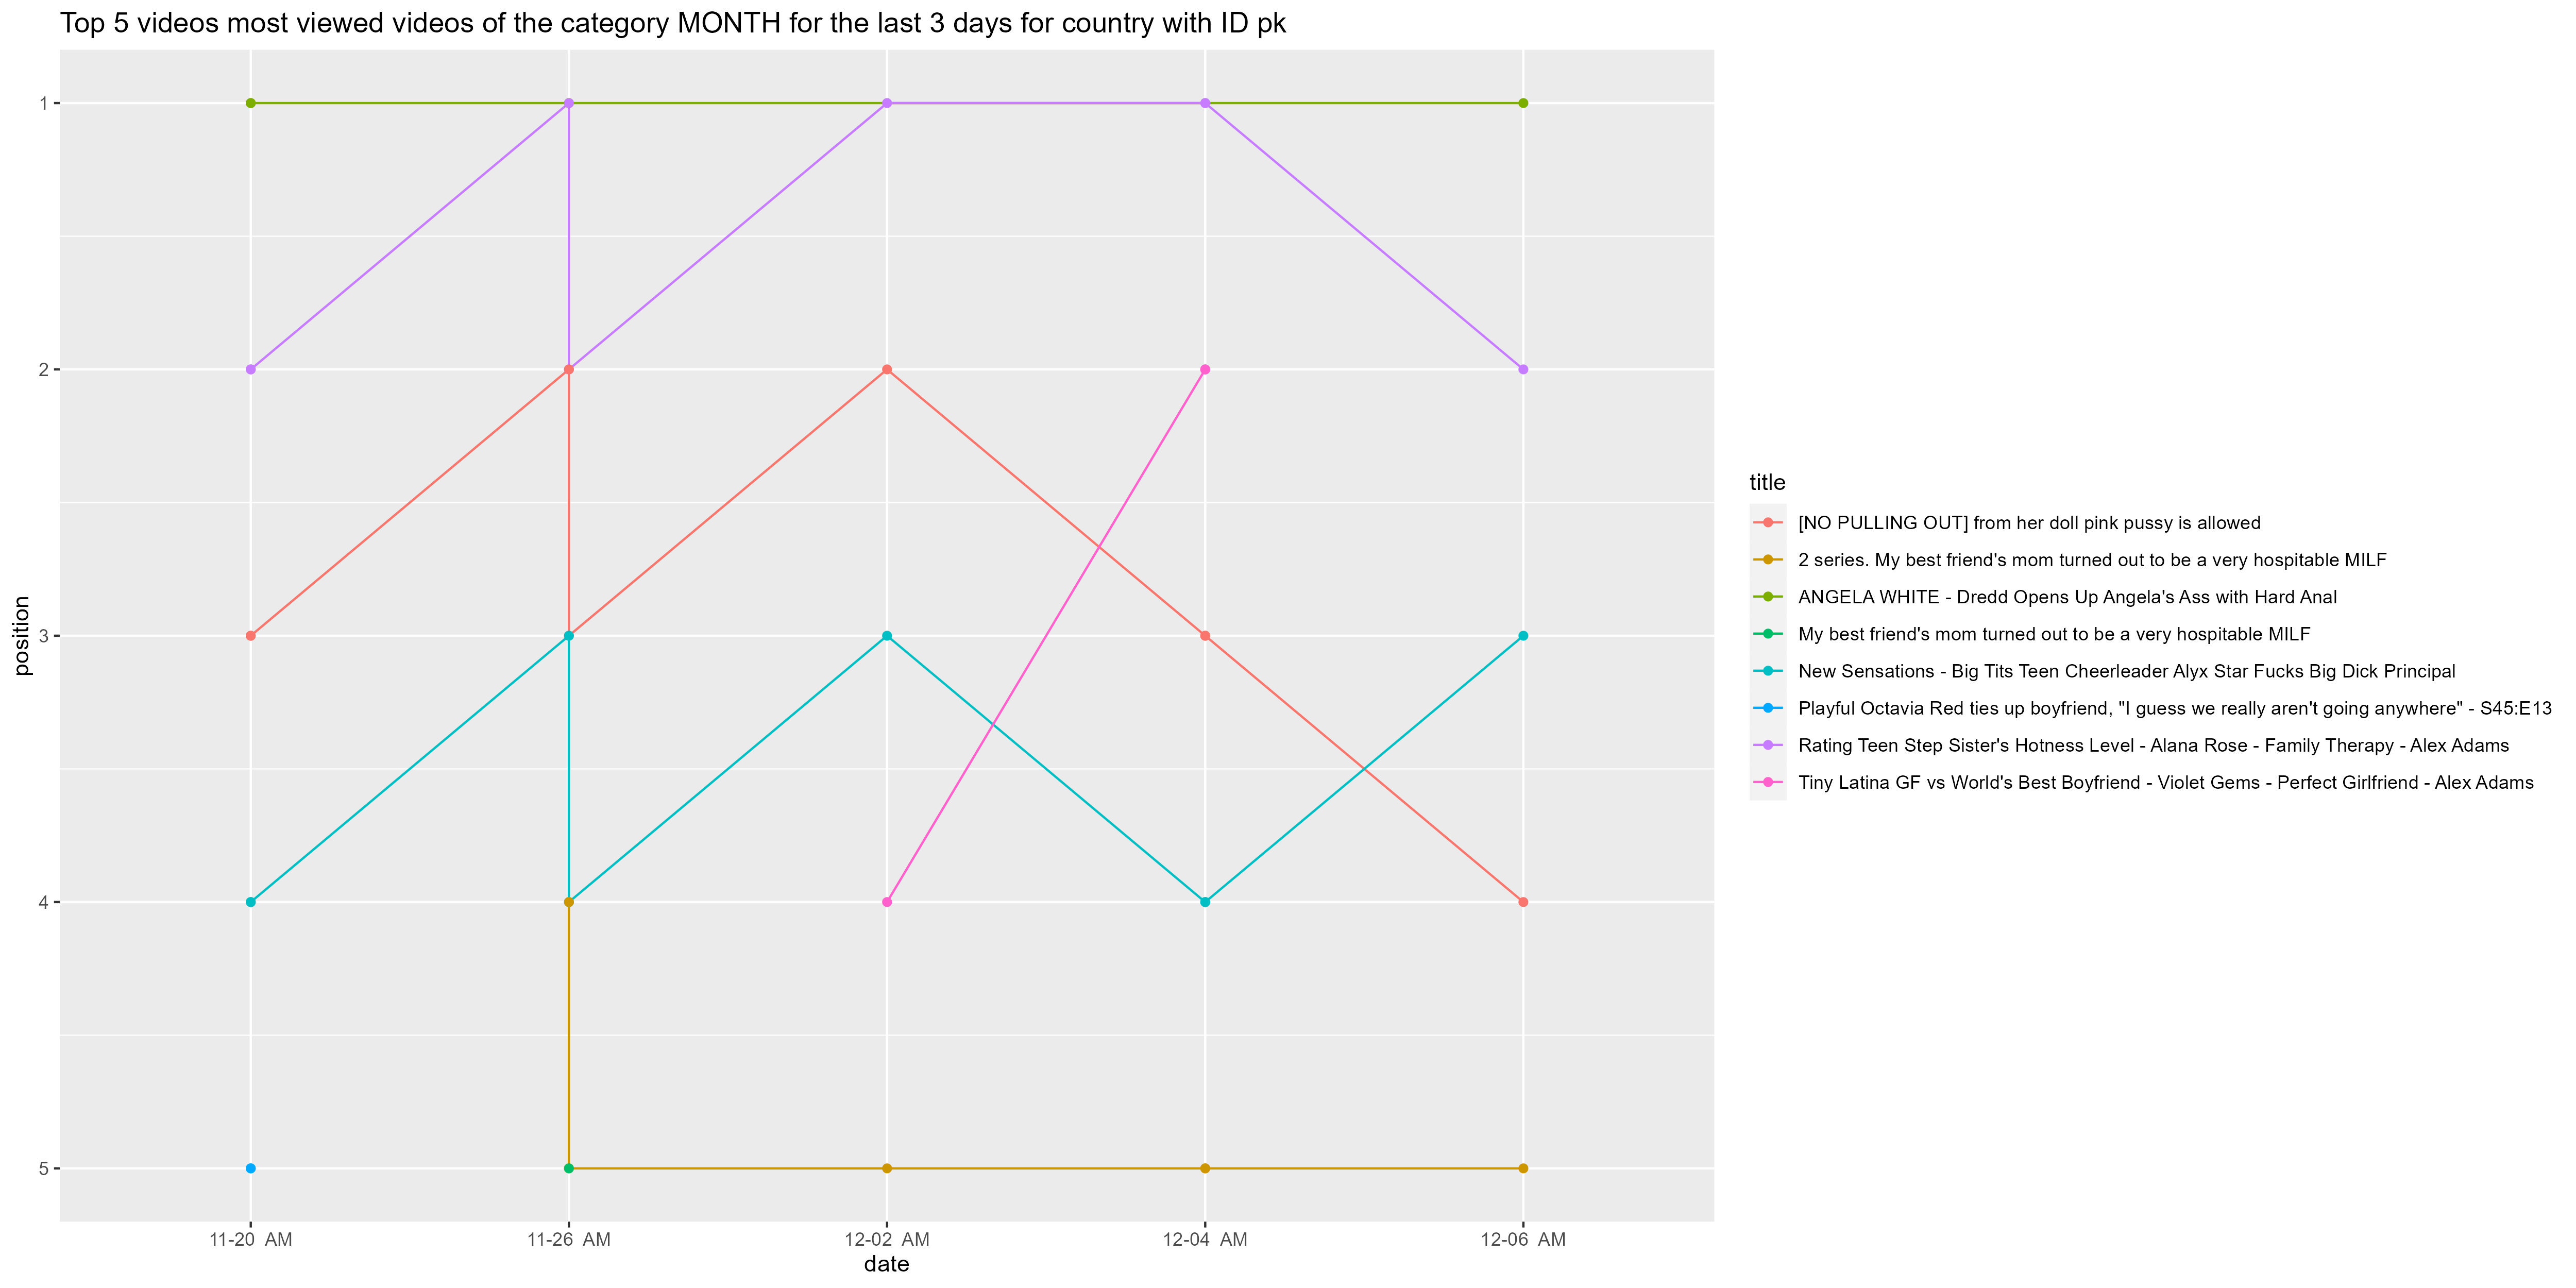 Top 5 videos most viewed videos of the category MONTH for the last 3 days for country with ID pk
1
2
3
4
5
position
11-20 AM
11-26 AM
12-02 AM
12-04 AM
12-06 AM
date
title
[NO PULLING OUT] from her doll pink pussy is allowed
2 series. My best friend's mom turned out to be a very hospitable MILF
ANGELA WHITE - Dredd Opens Up Angela's Ass with Hard Anal
My best friend's mom turned out to be a very hospitable MILF
New Sensations - Big Tits Teen Cheerleader Alyx Star Fucks Big Dick Principal
Playful Octavia Red ties up boyfriend, "I guess we really aren't going anywhere" - S45:E13
Rating Teen Step Sister's Hotness Level - Alana Rose - Family Therapy - Alex Adams
Tiny Latina GF vs World's Best Boyfriend - Violet Gems - Perfect Girlfriend - Alex Adams